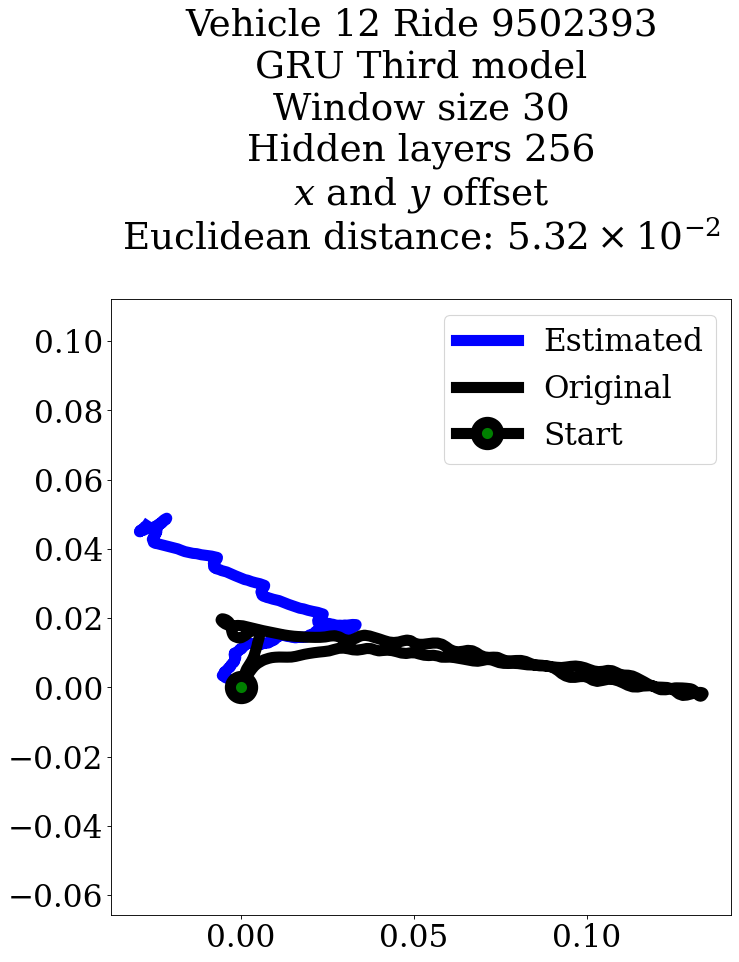 Vehicle 12 Ride 9502393
GRU Third model
Window size 30
Hidden layers 256
x and y offset
Euclidean distance: 5.32 × 10⁻²
Estimated
Original
Start
0.10
0.08
0.06
0.04
0.02
0.00
−0.02
−0.04
−0.06
0.00 0.05 0.10